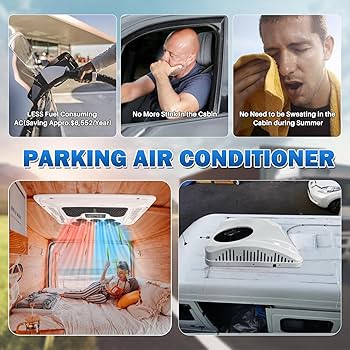 LESS Fuel Consuming
AC(Saving Appro.$6,552/Year)
No More Stink in the Cabin
No Need to be Sweating in the
Cabin during Summer
PARKING AIR CONDITIONER